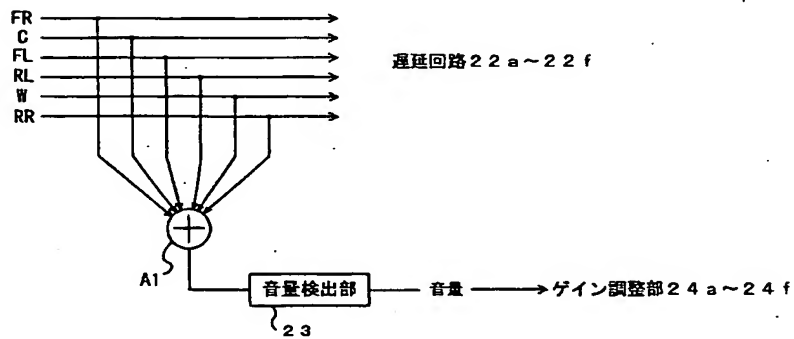 FR
C
FL
RL
W
RR
遅延回路22a～22f
A1
音量検出部
音量
ゲイン調整部24a～24f
23